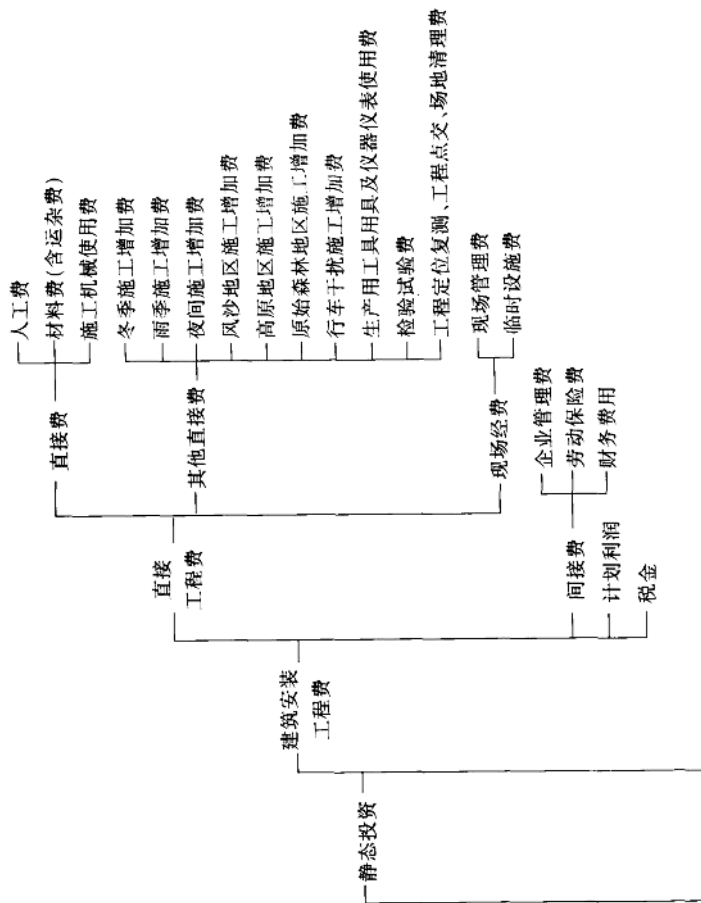 静态投资
建筑安装
工程费
直接
工程费
直接费
人工费
材料费(含运杂费)
施工机械使用费
其他直接费
冬季施工增加费
雨季施工增加费
夜间施工增加费
风沙地区施工增加费
高原地区施工增加费
原始森林地区施工增加费
行车干扰施工增加费
生产用工具用具及仪器仪表使用费
检验试验费
工程定位复测、工程点交、场地清理费
现场经费
现场管理费
临时设施费
间接费
企业管理费
劳动保险费
财务费用
计划利润
税金